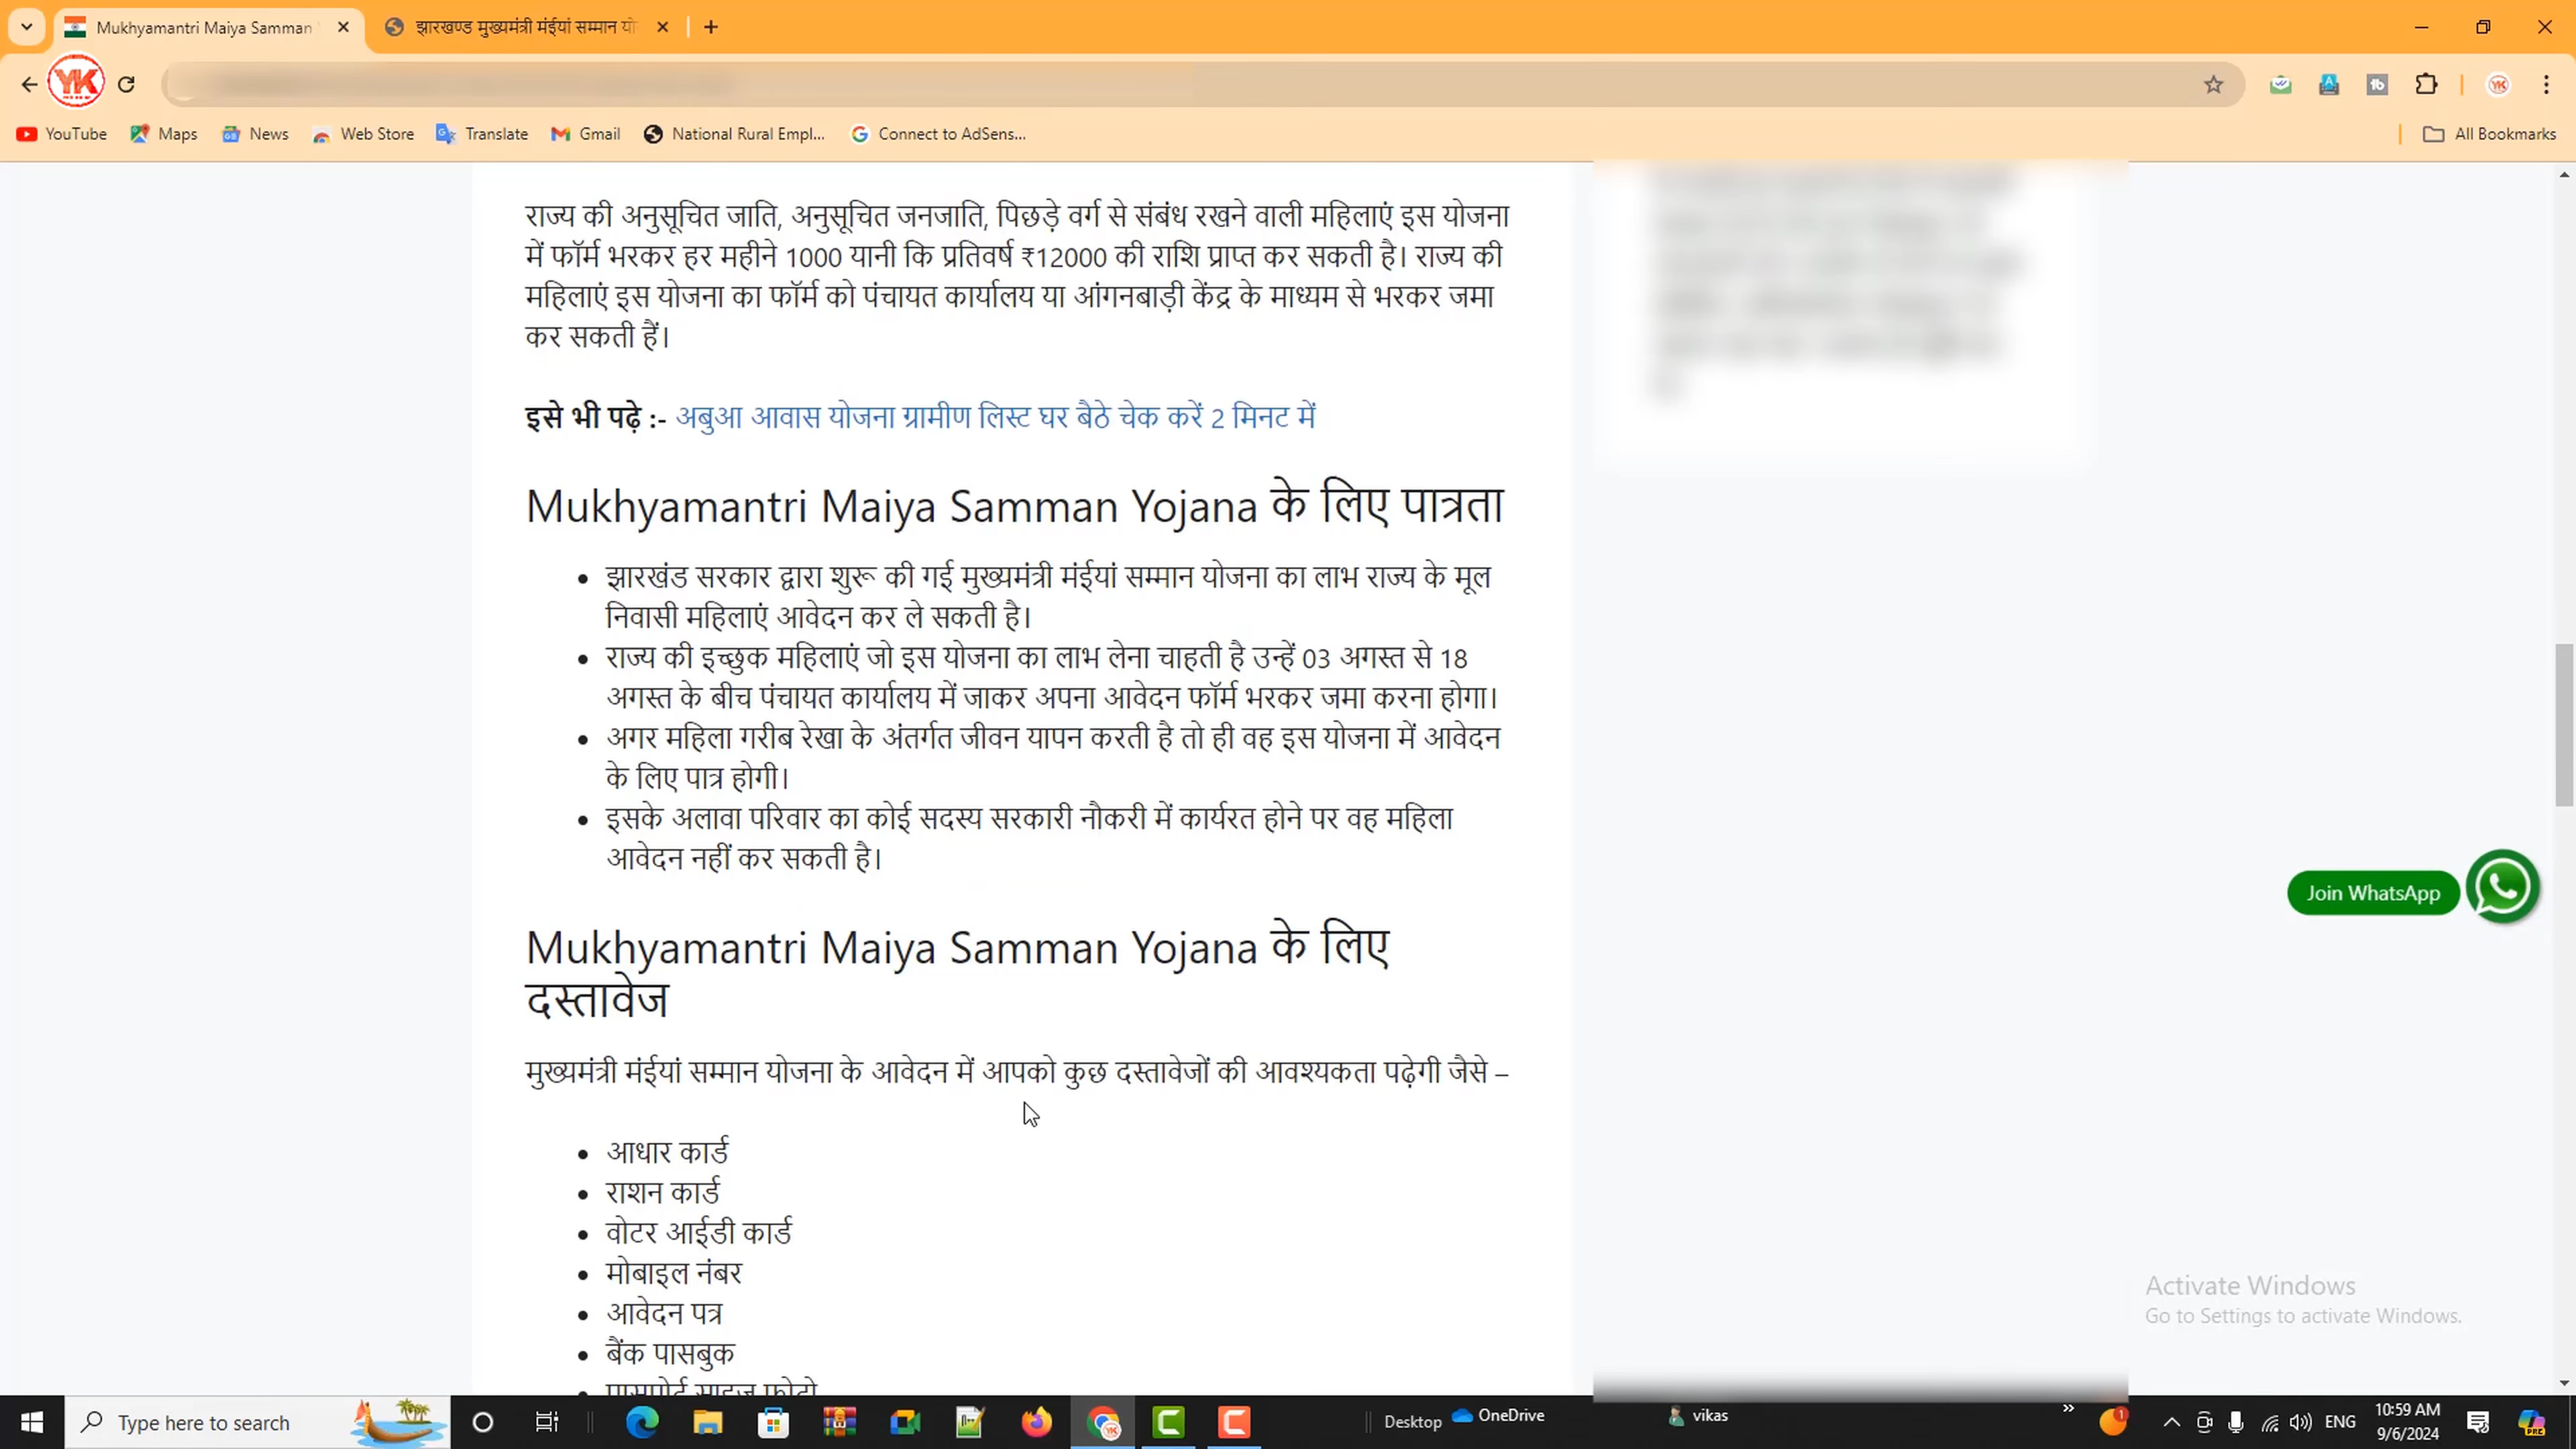 Mukhyamantri Maiya Samman
झारखण्ड मुख्यमंत्री मंईयां सम्मान यो
YK
YouTube
Maps
News
Web Store
Translate
Gmail
National Rural Empl...
Connect to AdSens...
All Bookmarks
राज्य की अनुसूचित जाति, अनुसूचित जनजाति, पिछड़े वर्ग से संबंध रखने वाली महिलाएं इस योजना
में फॉर्म भरकर हर महीने 1000 यानी कि प्रतिवर्ष ₹12000 की राशि प्राप्त कर सकती है। राज्य की
महिलाएं इस योजना का फॉर्म को पंचायत कार्यालय या आंगनबाड़ी केंद्र के माध्यम से भरकर जमा
कर सकती हैं।
इसे भी पढ़े :- अबुआ आवास योजना ग्रामीण लिस्ट घर बैठे चेक करें 2 मिनट में
Mukhyamantri Maiya Samman Yojana के लिए पात्रता
• झारखंड सरकार द्वारा शुरू की गई मुख्यमंत्री मंईयां सम्मान योजना का लाभ राज्य के मूल
निवासी महिलाएं आवेदन कर ले सकती है।
• राज्य की इच्छुक महिलाएं जो इस योजना का लाभ लेना चाहती है उन्हें 03 अगस्त से 18
अगस्त के बीच पंचायत कार्यालय में जाकर अपना आवेदन फॉर्म भरकर जमा करना होगा।
• अगर महिला गरीब रेखा के अंतर्गत जीवन यापन करती है तो ही वह इस योजना में आवेदन
के लिए पात्र होगी।
• इसके अलावा परिवार का कोई सदस्य सरकारी नौकरी में कार्यरत होने पर वह महिला
आवेदन नहीं कर सकती है।
Join WhatsApp
Mukhyamantri Maiya Samman Yojana के लिए
दस्तावेज
मुख्यमंत्री मंईयां सम्मान योजना के आवेदन में आपको कुछ दस्तावेजों की आवश्यकता पढ़ेगी जैसे –
• आधार कार्ड
• राशन कार्ड
• वोटर आईडी कार्ड
• मोबाइल नंबर
• आवेदन पत्र
• बैंक पासबुक
• पासपोर्ट साइज फोटो
Activate Windows
Go to Settings to activate Windows.
Type here to search
Desktop
OneDrive
vikas
ENG
10:59 AM
9/6/2024